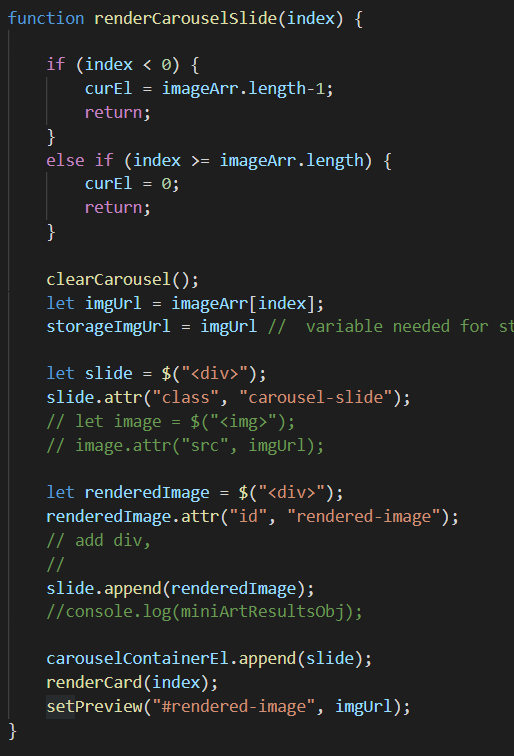 function renderCarouselSlide(index) {
if (index < 0) {
curEl = imageArr.length-1;
return;
}
else if (index >= imageArr.length) {
curEl = 0;
return;
}
clearCarousel();
let imgUrl = imageArr[index];
storageImgUrl = imgUrl //  variable needed for
let slide = $("<div>");
slide.attr("class", "carousel-slide");
// let image = $("<img>");
// image.attr("src", imgUrl);
let renderedImage = $("<div>");
renderedImage.attr("id", "rendered-image");
// add div,
//
slide.append(renderedImage);
//console.log(miniArtResultsObj);
carouselContainerEl.append(slide);
renderCard(index);
setPreview("#rendered-image", imgUrl);
}